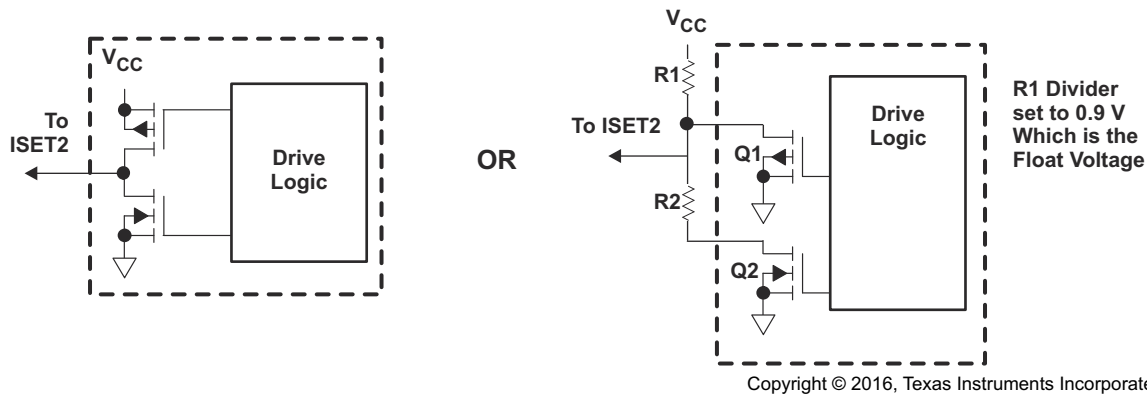 VCC
To
ISET2
Drive
Logic
OR
VCC
R1
To ISET2
R2
Q1
Q2
Drive
Logic
R1 Divider
set to 0.9 V
Which is the
Float Voltage
Copyright © 2016, Texas Instruments Incorporate